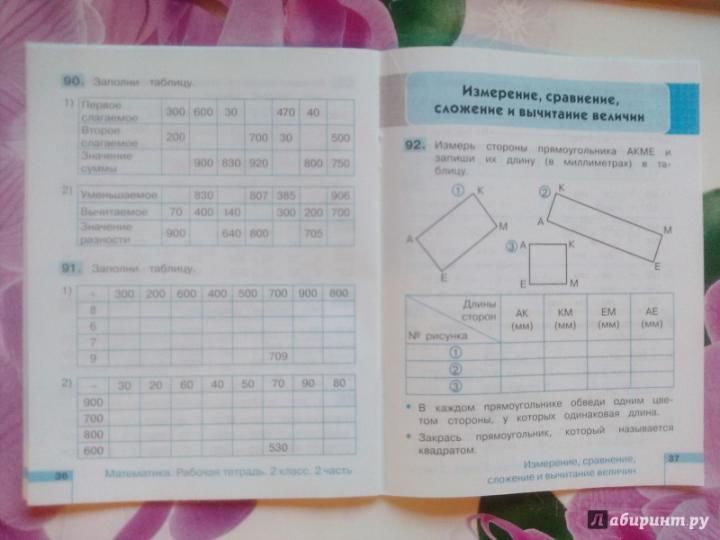 90. Заполни таблицу.
1) Первое слагаемое 300 600 30 470 40
Второе слагаемое 200 700 30 500
Значение суммы 900 830 920 800 750
2) Уменьшаемое 830 807 385 906
Вычитаемое 70 400 140 300 200 700
Значение разности 900 640 800 705
91. Заполни таблицу.
1) + 300 200 600 400 500 700 900 800
8
6
7
9 709
2) − 30 20 60 40 50 70 90 80
900
700
800
600 530
36 Математика. Рабочая тетрадь. 2 класс. 2 часть
Измерение, сравнение,
сложение и вычитание величин
92. Измерь стороны прямоугольника АКМЕ и
запиши их длину (в миллиметрах) в та-
блицу.
1 К М А Е
2 К А М Е
3 А К Е М
Длины сторон
№ рисунка
АК (мм) КМ (мм) ЕМ (мм) АЕ (мм)
1
2
3
• В каждом прямоугольнике обведи одним цве-
том стороны, у которых одинаковая длина.
• Закрась прямоугольник, который называется
квадратом.
Измерение, сравнение,
сложение и вычитание величин
37
Лабиринт.ру